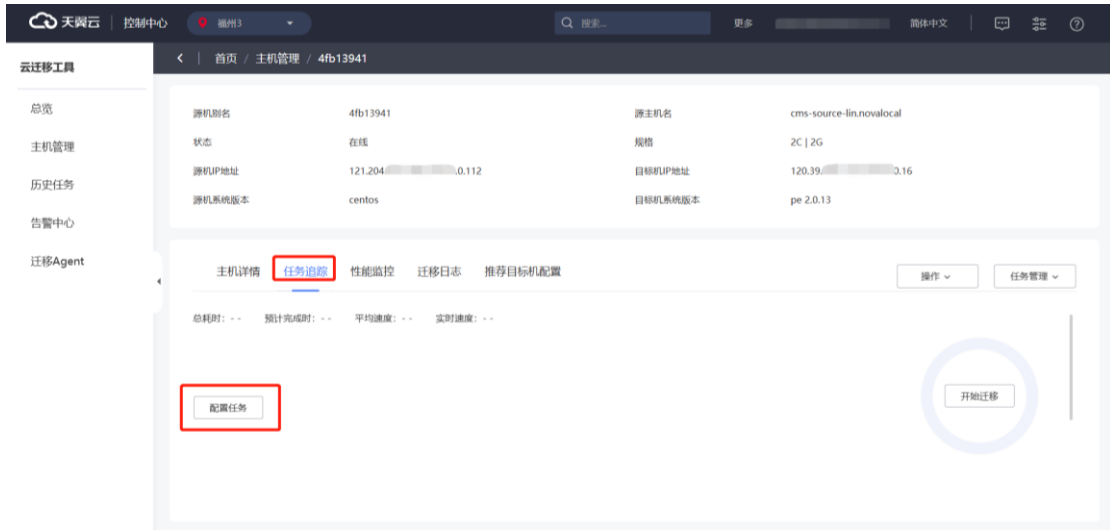 天翼云 控制中心 福州3 搜索... 更多 简体中文
云迁移工具
总览
主机管理
历史任务
告警中心
迁移Agent
首页 / 主机管理 / 4fb13941
源机别名 4fb13941 源主机名 cms-source-lin.novalocal
状态 在线 规格 2C | 2G
源机IP地址 121.204. .0.112 目标机IP地址 120.39. 0.16
源机系统版本 centos 目标机系统版本 pe 2.0.13
主机详情 任务追踪 性能监控 迁移日志 推荐目标机配置 操作 任务管理
总耗时: - - 预计完成时: - - 平均速度: - - 实时速度: - -
配置任务 开始迁移